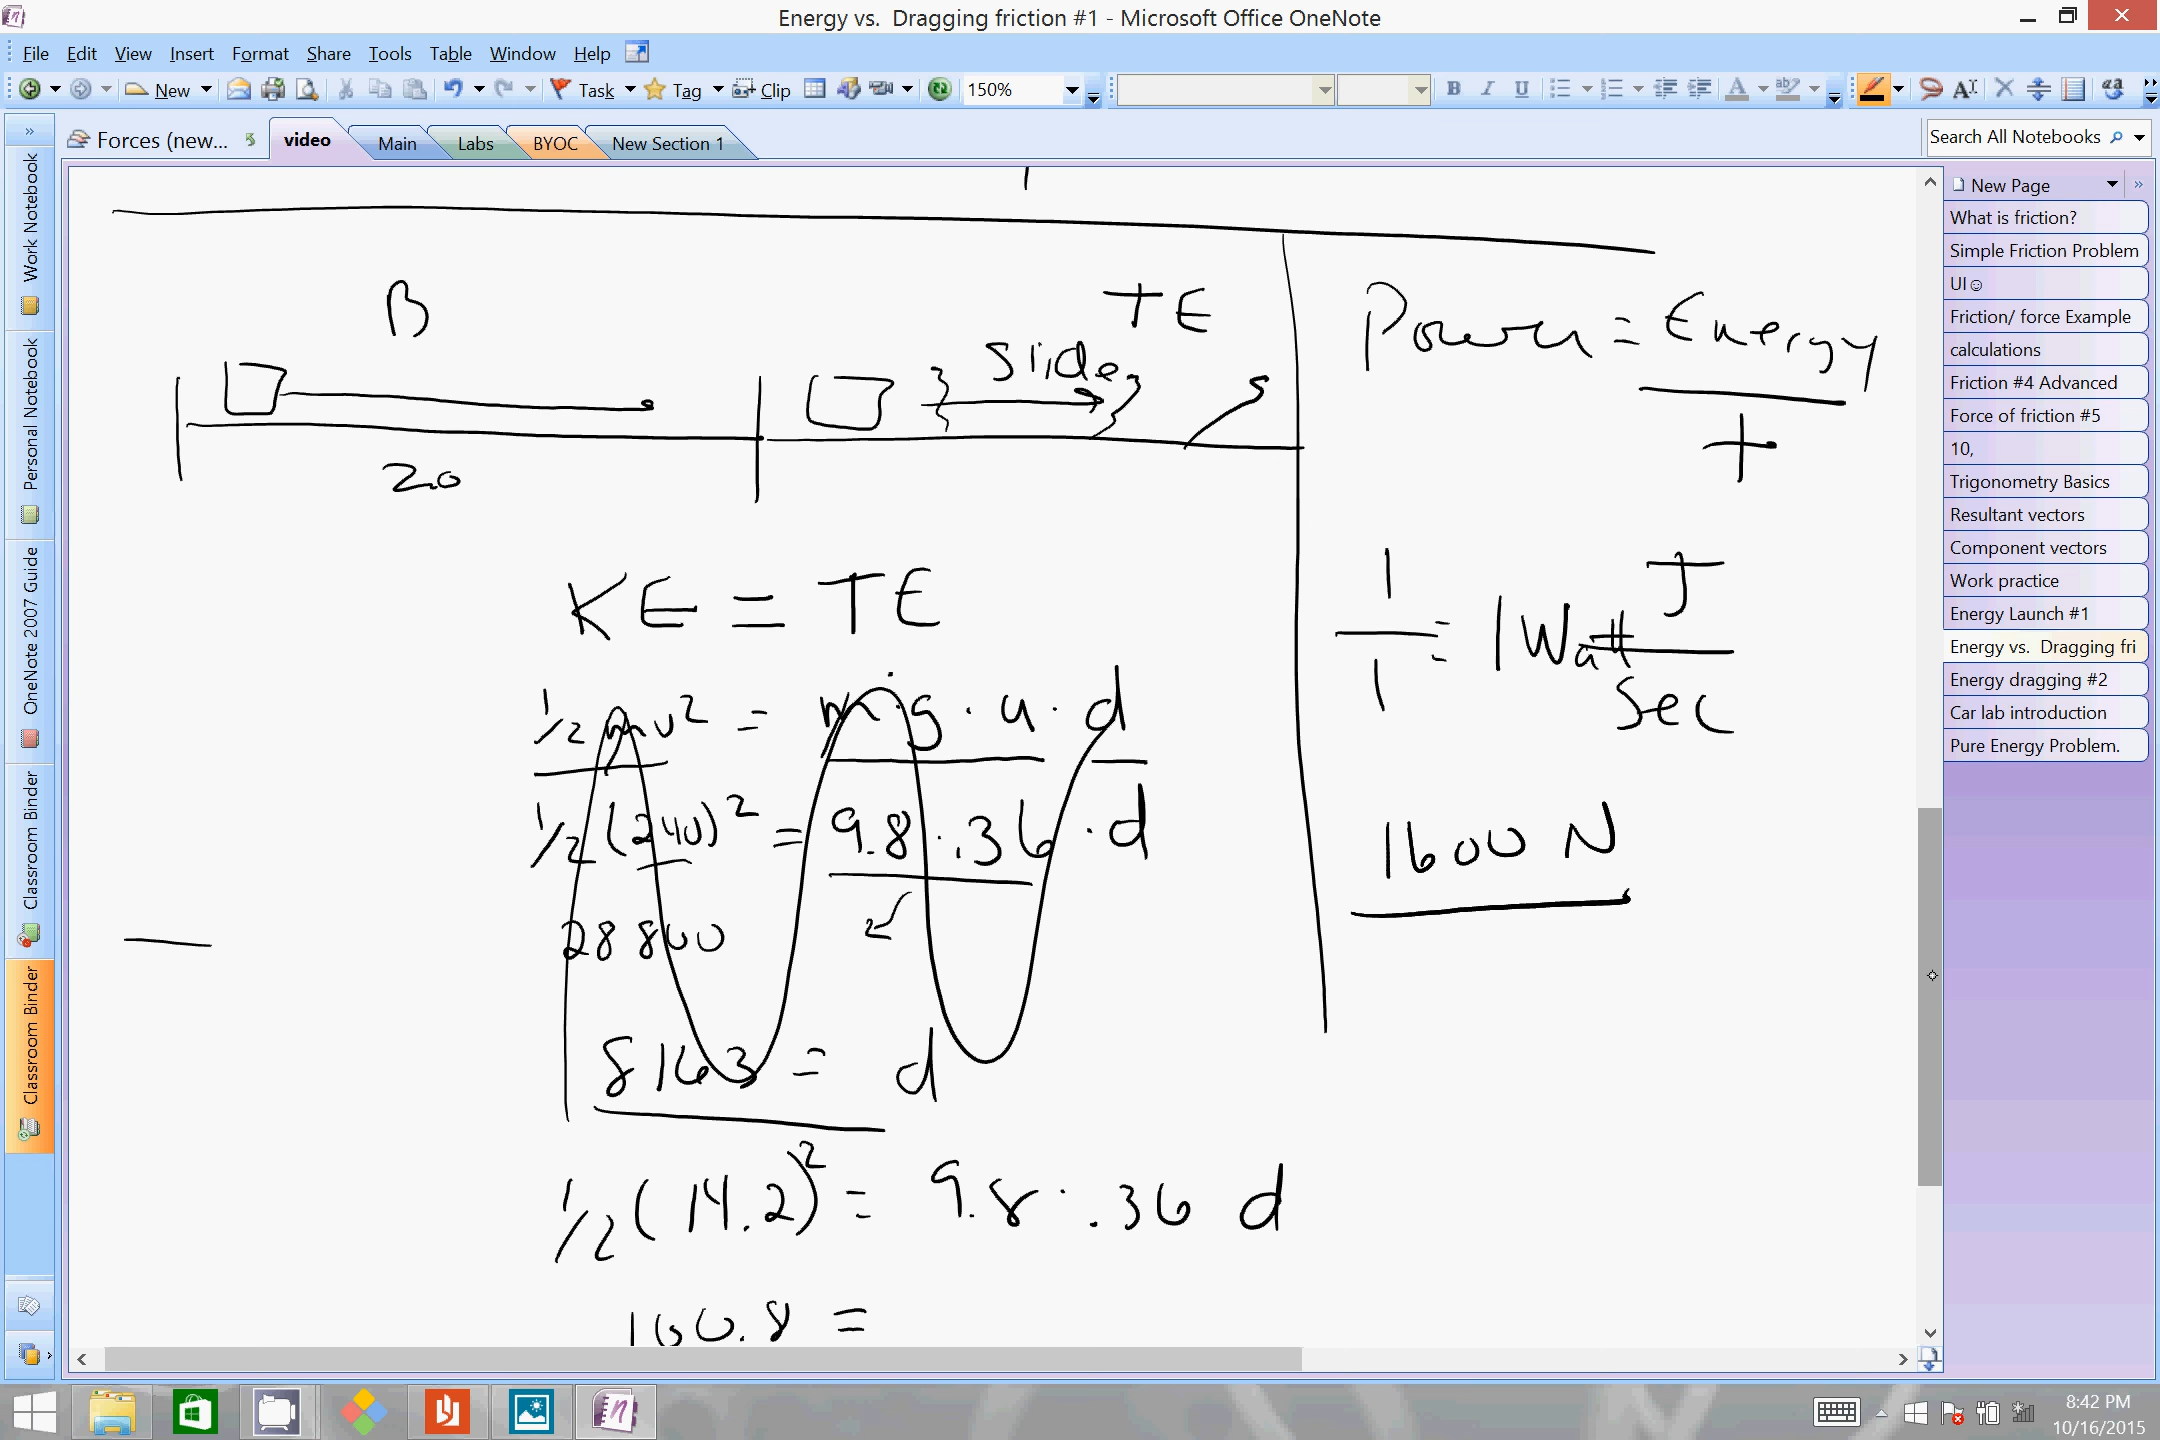 Energy vs.  Dragging friction #1 - Microsoft Office OneNote
File Edit View Insert Format Share Tools Table Window Help
New Task Tag Clip 150% B I U A ab
Forces (new... video Main Labs BYOC New Section 1 Search All Notebooks
Work Notebook
Personal Notebook
OneNote 2007 Guide
Classroom Binder
Classroom Binder
B
20
TE
Slide
KE = TE
1/2 mv² = m·g·u·d
1/2 (240)² = 9.8·.36·d
28800
8163 = d
1/2(14.2)² = 9.8·.36 d
100.8 =
Power = Energy
t
1
1
= 1 Watt
J
Sec
1600 N
New Page
What is friction?
Simple Friction Problem
UI☺
Friction/ force Example
calculations
Friction #4 Advanced
Force of friction #5
10,
Trigonometry Basics
Resultant vectors
Component vectors
Work practice
Energy Launch #1
Energy vs.  Dragging fri
Energy dragging #2
Car lab introduction
Pure Energy Problem.
8:42 PM
10/16/2015